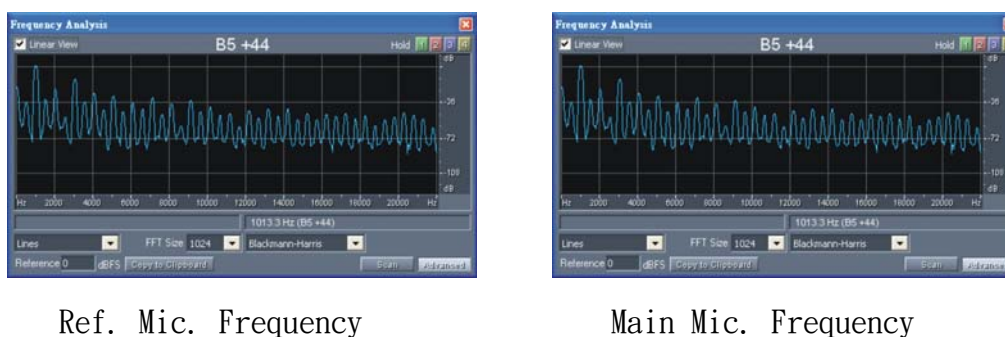 Frequency Analysis
Linear View B5 +44 Hold 1 2 3 4
dB
-36
-72
-108
dB
Hz 2000 4000 6000 8000 10000 12000 14000 16000 18000 20000 Hz
1013.3 Hz (B5 +44)
Lines FFT Size 1024 Blackmann-Harris
Reference 0 dBFS Copy to Clipboard Scan Advanced
Ref. Mic. Frequency
Frequency Analysis
Linear View B5 +44 Hold 1 2 3 4
dB
-36
-72
-108
dB
Hz 2000 4000 6000 8000 10000 12000 14000 16000 18000 20000 Hz
1013.3 Hz (B5 +44)
Lines FFT Size 1024 Blackmann-Harris
Reference 0 dBFS Copy to Clipboard Scan Advanced
Main Mic. Frequency